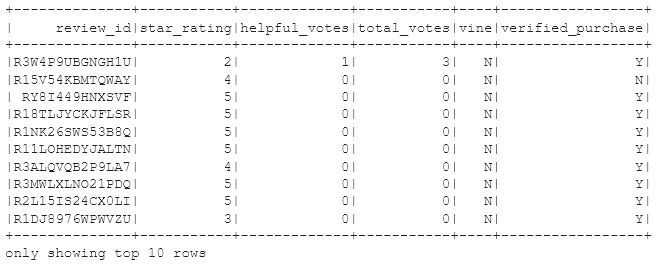 +--------------+-----------+-------------+-----------+----+-----------------+
|     review_id|star_rating|helpful_votes|total_votes|vine|verified_purchase|
+--------------+-----------+-------------+-----------+----+-----------------+
|R3W4P9UBGNGH1U|          2|            1|          3|   N|                Y|
|R15V54KBMTQWAY|          4|            0|          0|   N|                N|
| RY8I449HNXSVF|          5|            0|          0|   N|                Y|
|R18TLJYCKJFLSR|          5|            0|          0|   N|                Y|
|R1NK26SWS53B8Q|          5|            0|          0|   N|                Y|
|R11LOHEDYJALTN|          5|            0|          0|   N|                Y|
|R3ALQVQB2P9LA7|          4|            0|          0|   N|                Y|
|R3MWLXLNO21PDQ|          5|            0|          0|   N|                Y|
|R2L15IS24CX0LI|          5|            0|          0|   N|                Y|
|R1DJ8976WPWVZU|          3|            0|          0|   N|                Y|
+--------------+-----------+-------------+-----------+----+-----------------+
only showing top 10 rows